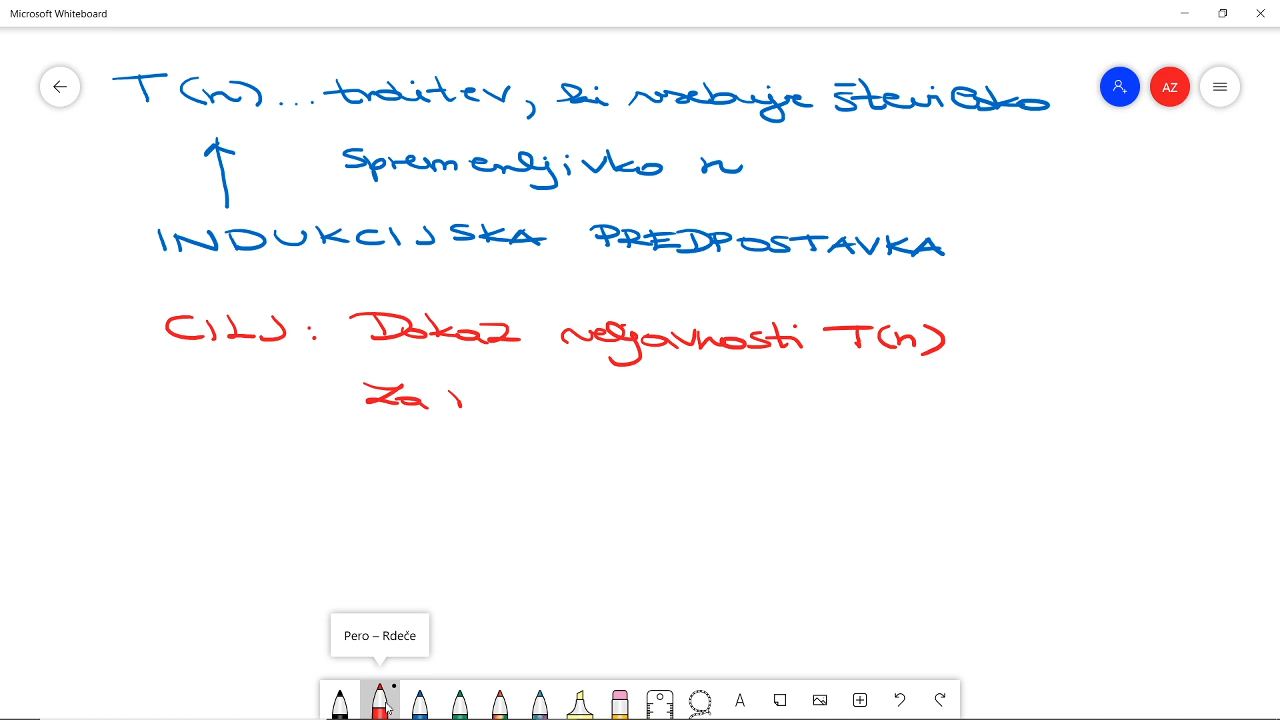 Microsoft Whiteboard
T(n) ... trditev, ki vsebuje številsko
spremenljivko n
INDUKCIJSKA PREDPOSTAVKA
CILJ: Dokaz veljavnosti T(n)
Za
AZ
Pero – Rdeče
A